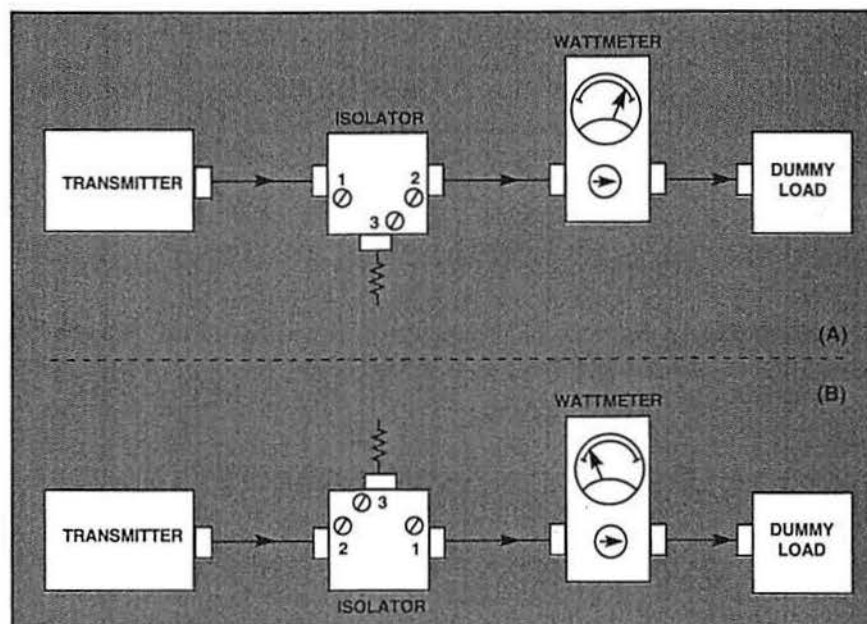 WATTMETER
ISOLATOR
TRANSMITTER
1
2
3
DUMMY
LOAD
(A)
(B)
WATTMETER
TRANSMITTER
3
2
1
DUMMY
LOAD
ISOLATOR